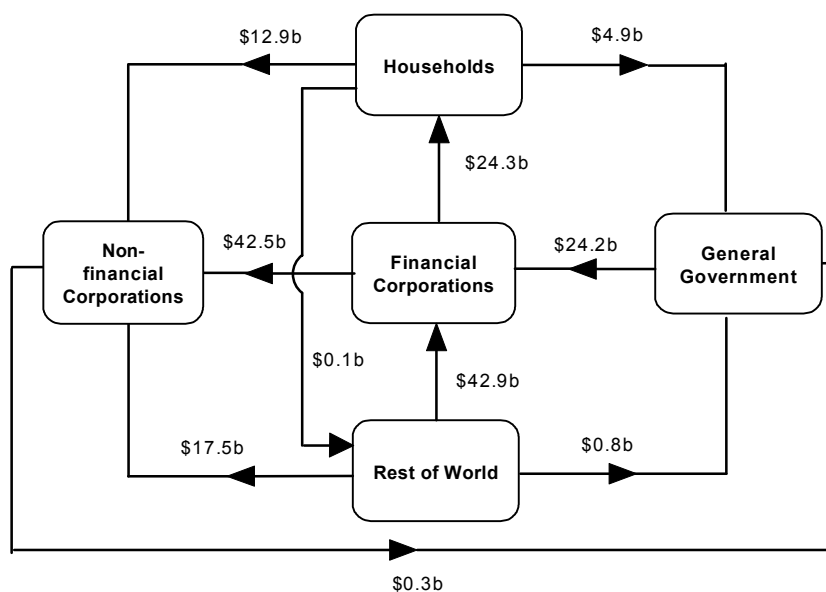 $12.9b
$4.9b
Households
$24.3b
Non-
financial
Corporations
$42.5b
Financial
Corporations
$24.2b
General
Government
$0.1b
$42.9b
$17.5b
Rest of World
$0.8b
$0.3b